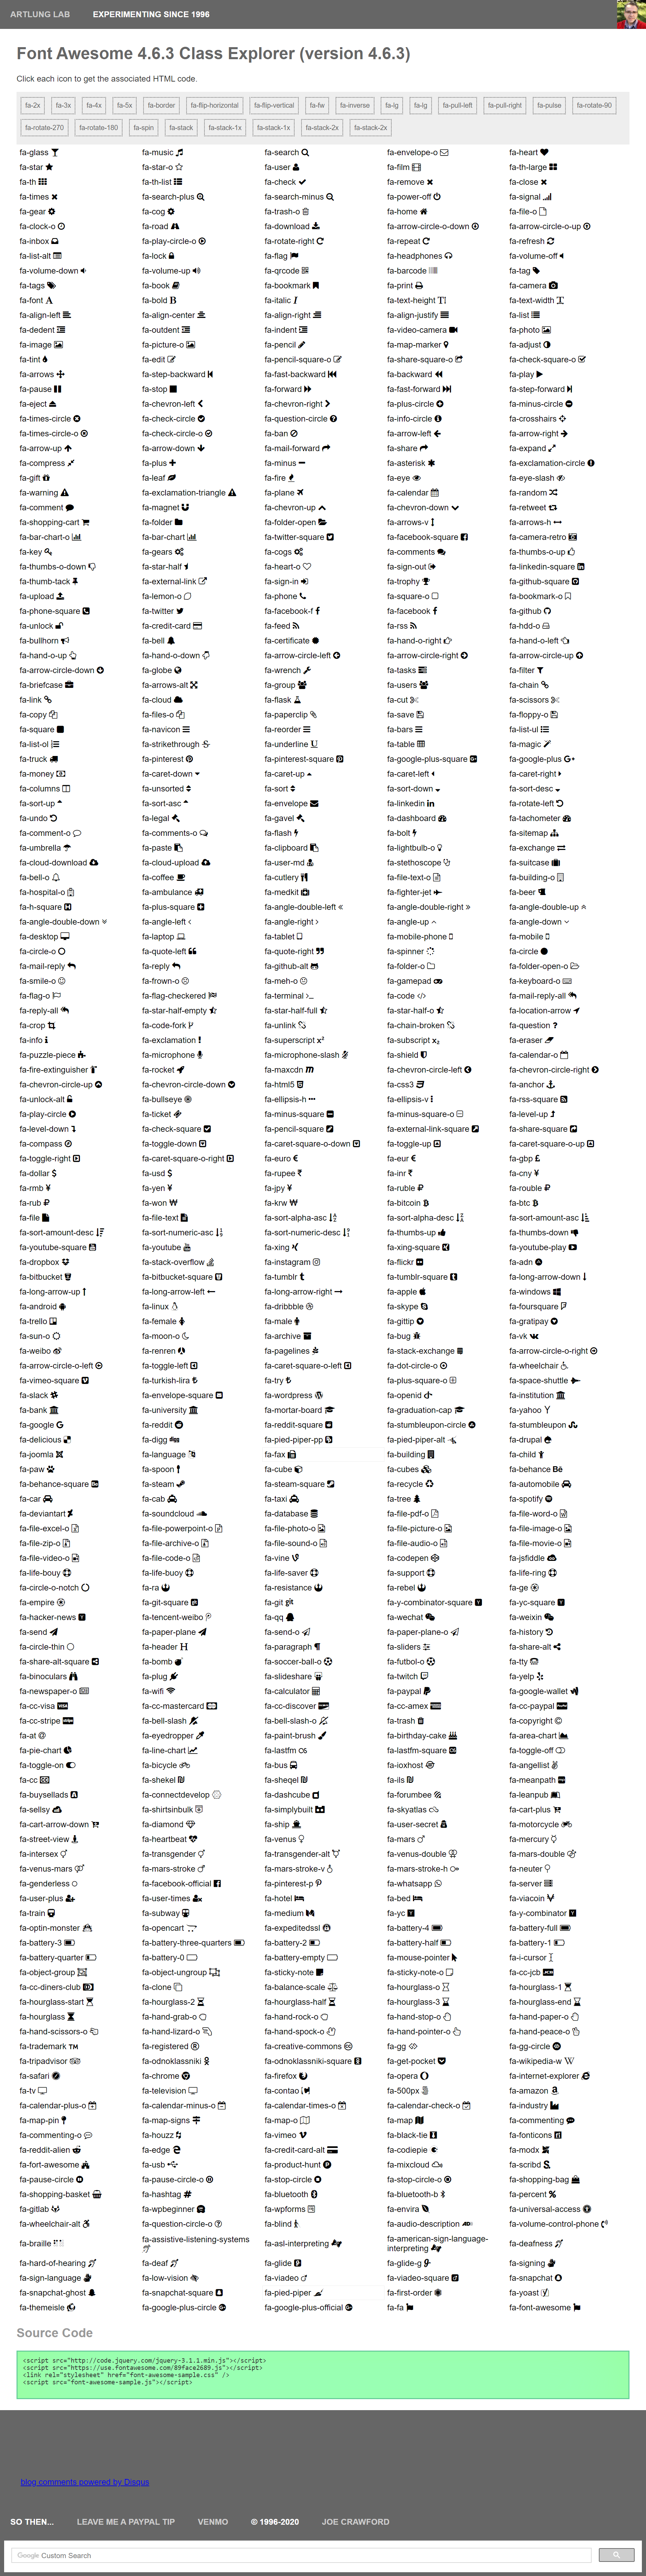 ARTLUNG LAB EXPERIMENTING SINCE 1996
Font Awesome 4.6.3 Class Explorer (version 4.6.3)
Click each icon to get the associated HTML code.
fa-2x fa-3x fa-4x fa-5x fa-border fa-flip-horizontal fa-flip-vertical fa-fw fa-inverse fa-lg fa-lg fa-pull-left fa-pull-right fa-pulse fa-rotate-90
fa-rotate-270 fa-rotate-180 fa-spin fa-stack fa-stack-1x fa-stack-1x fa-stack-2x fa-stack-2x
fa-glass fa-music fa-search fa-envelope-o fa-heart
fa-star fa-star-o fa-user fa-film fa-th-large
fa-th fa-th-list fa-check fa-remove fa-close
fa-times fa-search-plus fa-search-minus fa-power-off fa-signal
fa-gear fa-cog fa-trash-o fa-home fa-file-o
fa-clock-o fa-road fa-download fa-arrow-circle-o-down fa-arrow-circle-o-up
fa-inbox fa-play-circle-o fa-rotate-right fa-repeat fa-refresh
fa-list-alt fa-lock fa-flag fa-headphones fa-volume-off
fa-volume-down fa-volume-up fa-qrcode fa-barcode fa-tag
fa-tags fa-book fa-bookmark fa-print fa-camera
fa-font fa-bold fa-italic fa-text-height fa-text-width
fa-align-left fa-align-center fa-align-right fa-align-justify fa-list
fa-dedent fa-outdent fa-indent fa-video-camera fa-photo
fa-image fa-picture-o fa-pencil fa-map-marker fa-adjust
fa-tint fa-edit fa-pencil-square-o fa-share-square-o fa-check-square-o
fa-arrows fa-step-backward fa-fast-backward fa-backward fa-play
fa-pause fa-stop fa-forward fa-fast-forward fa-step-forward
fa-eject fa-chevron-left fa-chevron-right fa-plus-circle fa-minus-circle
fa-times-circle fa-check-circle fa-question-circle fa-info-circle fa-crosshairs
fa-times-circle-o fa-check-circle-o fa-ban fa-arrow-left fa-arrow-right
fa-arrow-up fa-arrow-down fa-mail-forward fa-share fa-expand
fa-compress fa-plus fa-minus fa-asterisk fa-exclamation-circle
fa-gift fa-leaf fa-fire fa-eye fa-eye-slash
fa-warning fa-exclamation-triangle fa-plane fa-calendar fa-random
fa-comment fa-magnet fa-chevron-up fa-chevron-down fa-retweet
fa-shopping-cart fa-folder fa-folder-open fa-arrows-v fa-arrows-h
fa-bar-chart-o fa-bar-chart fa-twitter-square fa-facebook-square fa-camera-retro
fa-key fa-gears fa-cogs fa-comments fa-thumbs-o-up
fa-thumbs-o-down fa-star-half fa-heart-o fa-sign-out fa-linkedin-square
fa-thumb-tack fa-external-link fa-sign-in fa-trophy fa-github-square
fa-upload fa-lemon-o fa-phone fa-square-o fa-bookmark-o
fa-phone-square fa-twitter fa-facebook-f fa-facebook fa-github
fa-unlock fa-credit-card fa-feed fa-rss fa-hdd-o
fa-bullhorn fa-bell fa-certificate fa-hand-o-right fa-hand-o-left
fa-hand-o-up fa-hand-o-down fa-arrow-circle-left fa-arrow-circle-right fa-arrow-circle-up
fa-arrow-circle-down fa-globe fa-wrench fa-tasks fa-filter
fa-briefcase fa-arrows-alt fa-group fa-users fa-chain
fa-link fa-cloud fa-flask fa-cut fa-scissors
fa-copy fa-files-o fa-paperclip fa-save fa-floppy-o
fa-square fa-navicon fa-reorder fa-bars fa-list-ul
fa-list-ol fa-strikethrough fa-underline fa-table fa-magic
fa-truck fa-pinterest fa-pinterest-square fa-google-plus-square fa-google-plus
fa-money fa-caret-down fa-caret-up fa-caret-left fa-caret-right
fa-columns fa-unsorted fa-sort fa-sort-down fa-sort-desc
fa-sort-up fa-sort-asc fa-envelope fa-linkedin fa-rotate-left
fa-undo fa-legal fa-gavel fa-dashboard fa-tachometer
fa-comment-o fa-comments-o fa-flash fa-bolt fa-sitemap
fa-umbrella fa-paste fa-clipboard fa-lightbulb-o fa-exchange
fa-cloud-download fa-cloud-upload fa-user-md fa-stethoscope fa-suitcase
fa-bell-o fa-coffee fa-cutlery fa-file-text-o fa-building-o
fa-hospital-o fa-ambulance fa-medkit fa-fighter-jet fa-beer
fa-h-square fa-plus-square fa-angle-double-left fa-angle-double-right fa-angle-double-up
fa-angle-double-down fa-angle-left fa-angle-right fa-angle-up fa-angle-down
fa-desktop fa-laptop fa-tablet fa-mobile-phone fa-mobile
fa-circle-o fa-quote-left fa-quote-right fa-spinner fa-circle
fa-mail-reply fa-reply fa-github-alt fa-folder-o fa-folder-open-o
fa-smile-o fa-frown-o fa-meh-o fa-gamepad fa-keyboard-o
fa-flag-o fa-flag-checkered fa-terminal fa-code fa-mail-reply-all
fa-reply-all fa-star-half-empty fa-star-half-full fa-star-half-o fa-location-arrow
fa-crop fa-code-fork fa-unlink fa-chain-broken fa-question
fa-info fa-exclamation fa-superscript fa-subscript fa-eraser
fa-puzzle-piece fa-microphone fa-microphone-slash fa-shield fa-calendar-o
fa-fire-extinguisher fa-rocket fa-maxcdn fa-chevron-circle-left fa-chevron-circle-right
fa-chevron-circle-up fa-chevron-circle-down fa-html5 fa-css3 fa-anchor
fa-unlock-alt fa-bullseye fa-ellipsis-h fa-ellipsis-v fa-rss-square
fa-play-circle fa-ticket fa-minus-square fa-minus-square-o fa-level-up
fa-level-down fa-check-square fa-pencil-square fa-external-link-square fa-share-square
fa-compass fa-toggle-down fa-caret-square-o-down fa-toggle-up fa-caret-square-o-up
fa-toggle-right fa-caret-square-o-right fa-euro fa-eur fa-gbp
fa-dollar fa-usd fa-rupee fa-inr fa-cny
fa-rmb fa-yen fa-jpy fa-ruble fa-rouble
fa-rub fa-won fa-krw fa-bitcoin fa-btc
fa-file fa-file-text fa-sort-alpha-asc fa-sort-alpha-desc fa-sort-amount-asc
fa-sort-amount-desc fa-sort-numeric-asc fa-sort-numeric-desc fa-thumbs-up fa-thumbs-down
fa-youtube-square fa-youtube fa-xing fa-xing-square fa-youtube-play
fa-dropbox fa-stack-overflow fa-instagram fa-flickr fa-adn
fa-bitbucket fa-bitbucket-square fa-tumblr fa-tumblr-square fa-long-arrow-down
fa-long-arrow-up fa-long-arrow-left fa-long-arrow-right fa-apple fa-windows
fa-android fa-linux fa-dribbble fa-skype fa-foursquare
fa-trello fa-female fa-male fa-gittip fa-gratipay
fa-sun-o fa-moon-o fa-archive fa-bug fa-vk
fa-weibo fa-renren fa-pagelines fa-stack-exchange fa-arrow-circle-o-right
fa-arrow-circle-o-left fa-toggle-left fa-caret-square-o-left fa-dot-circle-o fa-wheelchair
fa-vimeo-square fa-turkish-lira fa-try fa-plus-square-o fa-space-shuttle
fa-slack fa-envelope-square fa-wordpress fa-openid fa-institution
fa-bank fa-university fa-mortar-board fa-graduation-cap fa-yahoo
fa-google fa-reddit fa-reddit-square fa-stumbleupon-circle fa-stumbleupon
fa-delicious fa-digg fa-pied-piper-pp fa-pied-piper-alt fa-drupal
fa-joomla fa-language fa-fax fa-building fa-child
fa-paw fa-spoon fa-cube fa-cubes fa-behance
fa-behance-square fa-steam fa-steam-square fa-recycle fa-automobile
fa-car fa-cab fa-taxi fa-tree fa-spotify
fa-deviantart fa-soundcloud fa-database fa-file-pdf-o fa-file-word-o
fa-file-excel-o fa-file-powerpoint-o fa-file-photo-o fa-file-picture-o fa-file-image-o
fa-file-zip-o fa-file-archive-o fa-file-sound-o fa-file-audio-o fa-file-movie-o
fa-file-video-o fa-file-code-o fa-vine fa-codepen fa-jsfiddle
fa-life-bouy fa-life-buoy fa-life-saver fa-support fa-life-ring
fa-circle-o-notch fa-ra fa-resistance fa-rebel fa-ge
fa-empire fa-git-square fa-git fa-y-combinator-square fa-yc-square
fa-hacker-news fa-tencent-weibo fa-qq fa-wechat fa-weixin
fa-send fa-paper-plane fa-send-o fa-paper-plane-o fa-history
fa-circle-thin fa-header fa-paragraph fa-sliders fa-share-alt
fa-share-alt-square fa-bomb fa-soccer-ball-o fa-futbol-o fa-tty
fa-binoculars fa-plug fa-slideshare fa-twitch fa-yelp
fa-newspaper-o fa-wifi fa-calculator fa-paypal fa-google-wallet
fa-cc-visa fa-cc-mastercard fa-cc-discover fa-cc-amex fa-cc-paypal
fa-cc-stripe fa-bell-slash fa-bell-slash-o fa-trash fa-copyright
fa-at fa-eyedropper fa-paint-brush fa-birthday-cake fa-area-chart
fa-pie-chart fa-line-chart fa-lastfm fa-lastfm-square fa-toggle-off
fa-toggle-on fa-bicycle fa-bus fa-ioxhost fa-angellist
fa-cc fa-shekel fa-sheqel fa-ils fa-meanpath
fa-buysellads fa-connectdevelop fa-dashcube fa-forumbee fa-leanpub
fa-sellsy fa-shirtsinbulk fa-simplybuilt fa-skyatlas fa-cart-plus
fa-cart-arrow-down fa-diamond fa-ship fa-user-secret fa-motorcycle
fa-street-view fa-heartbeat fa-venus fa-mars fa-mercury
fa-intersex fa-transgender fa-transgender-alt fa-venus-double fa-mars-double
fa-venus-mars fa-mars-stroke fa-mars-stroke-v fa-mars-stroke-h fa-neuter
fa-genderless fa-facebook-official fa-pinterest-p fa-whatsapp fa-server
fa-user-plus fa-user-times fa-hotel fa-bed fa-viacoin
fa-train fa-subway fa-medium fa-yc fa-y-combinator
fa-optin-monster fa-opencart fa-expeditedssl fa-battery-4 fa-battery-full
fa-battery-3 fa-battery-three-quarters fa-battery-2 fa-battery-half fa-battery-1
fa-battery-quarter fa-battery-0 fa-battery-empty fa-mouse-pointer fa-i-cursor
fa-object-group fa-object-ungroup fa-sticky-note fa-sticky-note-o fa-cc-jcb
fa-cc-diners-club fa-clone fa-balance-scale fa-hourglass-o fa-hourglass-1
fa-hourglass-start fa-hourglass-2 fa-hourglass-half fa-hourglass-3 fa-hourglass-end
fa-hourglass fa-hand-grab-o fa-hand-rock-o fa-hand-stop-o fa-hand-paper-o
fa-hand-scissors-o fa-hand-lizard-o fa-hand-spock-o fa-hand-pointer-o fa-hand-peace-o
fa-trademark fa-registered fa-creative-commons fa-gg fa-gg-circle
fa-tripadvisor fa-odnoklassniki fa-odnoklassniki-square fa-get-pocket fa-wikipedia-w
fa-safari fa-chrome fa-firefox fa-opera fa-internet-explorer
fa-tv fa-television fa-contao fa-500px fa-amazon
fa-calendar-plus-o fa-calendar-minus-o fa-calendar-times-o fa-calendar-check-o fa-industry
fa-map-pin fa-map-signs fa-map-o fa-map fa-commenting
fa-commenting-o fa-houzz fa-vimeo fa-black-tie fa-fonticons
fa-reddit-alien fa-edge fa-credit-card-alt fa-codiepie fa-modx
fa-fort-awesome fa-usb fa-product-hunt fa-mixcloud fa-scribd
fa-pause-circle fa-pause-circle-o fa-stop-circle fa-stop-circle-o fa-shopping-bag
fa-shopping-basket fa-hashtag fa-bluetooth fa-bluetooth-b fa-percent
fa-gitlab fa-wpbeginner fa-wpforms fa-envira fa-universal-access
fa-wheelchair-alt fa-question-circle-o fa-blind fa-audio-description fa-volume-control-phone
fa-braille fa-assistive-listening-systems fa-asl-interpreting fa-american-sign-language-interpreting fa-deafness
fa-hard-of-hearing fa-deaf fa-glide fa-glide-g fa-signing
fa-sign-language fa-low-vision fa-viadeo fa-viadeo-square fa-snapchat
fa-snapchat-ghost fa-snapchat-square fa-pied-piper fa-first-order fa-yoast
fa-themeisle fa-google-plus-circle fa-google-plus-official fa-fa fa-font-awesome
Source Code
<script src="http://code.jquery.com/jquery-3.1.1.min.js"></script>
<script src="https://use.fontawesome.com/89face2689.js"></script>
<link rel="stylesheet" href="font-awesome-sample.css" />
<script src="font-awesome-sample.js"></script>
blog comments powered by Disqus
SO THEN... LEAVE ME A PAYPAL TIP VENMO © 1996-2020 JOE CRAWFORD
Google Custom Search